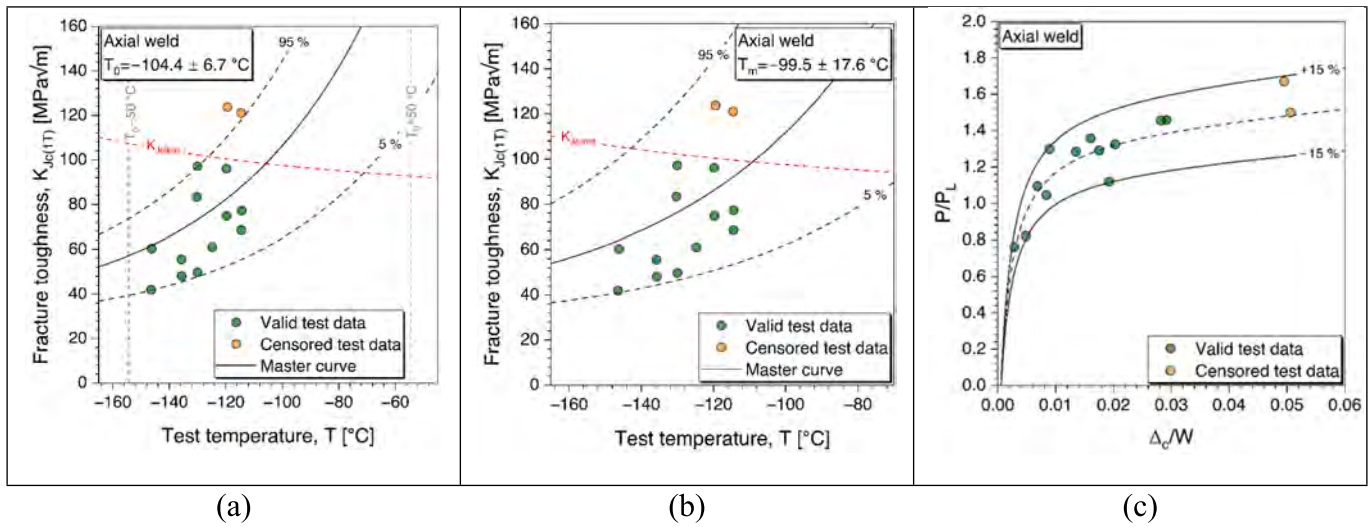 160
140
120
100
80
60
40
20
0
Fracture toughness, K_Jc(1T) [MPa√m]
Axial weld
T₀=−104.4 ± 6.7 °C
95 %
5 %
T₀−50 °C
T₀+50 °C
Valid test data
Censored test data
Master curve
−160
−140
−120
−100
−80
−60
Test temperature, T [°C]
(a)
160
140
120
100
80
60
40
20
0
Fracture toughness, K_Jc(1T) [MPa√m]
95 %
Axial weld
T_m=−99.5 ± 17.6 °C
5 %
Valid test data
Censored test data
Master curve
−160
−140
−120
−100
−80
Test temperature, T [°C]
(b)
2.0
1.8
1.6
1.4
1.2
1.0
0.8
0.6
0.4
0.2
0.0
P/P_L
Axial weld
+15 %
−15 %
Valid test data
Censored test data
0.00
0.01
0.02
0.03
0.04
0.05
0.06
Δ_c/W
(c)